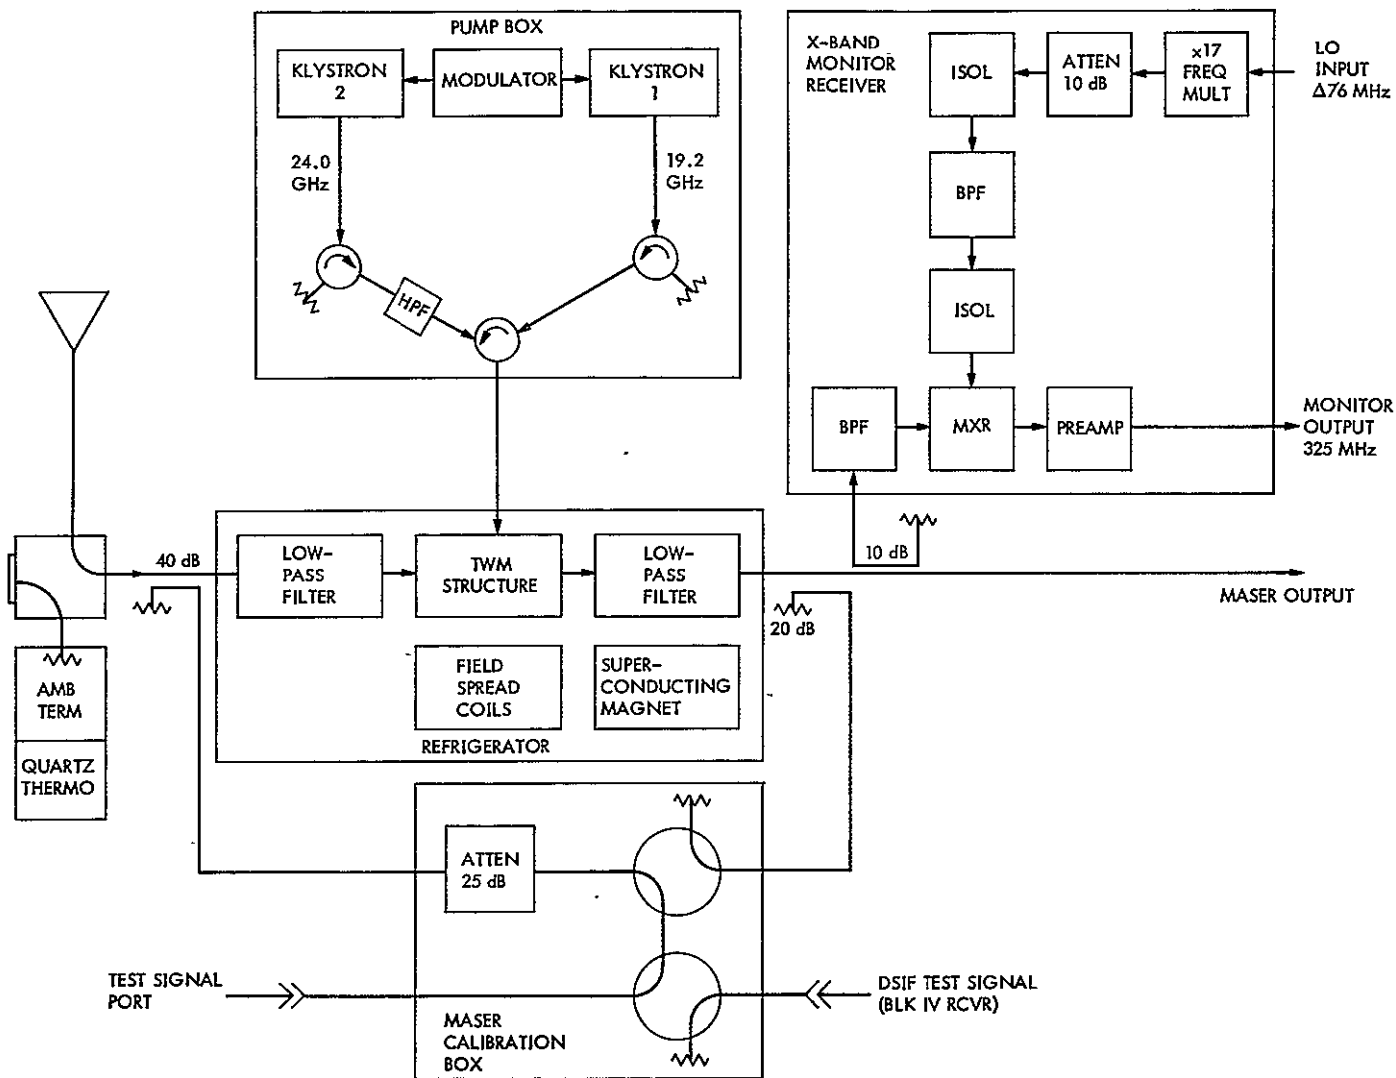 PUMP BOX
KLYSTRON
2
MODULATOR
KLYSTRON
1
24.0
GHz
19.2
GHz
HPF
X-BAND
MONITOR
RECEIVER
ISOL
ATTEN
10 dB
x17
FREQ
MULT
LO
INPUT
Δ76 MHz
BPF
ISOL
BPF
MXR
PREAMP
MONITOR
OUTPUT
325 MHz
10 dB
40 dB
LOW-
PASS
FILTER
TWM
STRUCTURE
LOW-
PASS
FILTER
MASER OUTPUT
20 dB
AMB
TERM
QUARTZ
THERMO
FIELD
SPREAD
COILS
SUPER-
CONDUCTING
MAGNET
REFRIGERATOR
ATTEN
25 dB
TEST SIGNAL
PORT
DSIF TEST SIGNAL
(BLK IV RCVR)
MASER
CALIBRATION
BOX